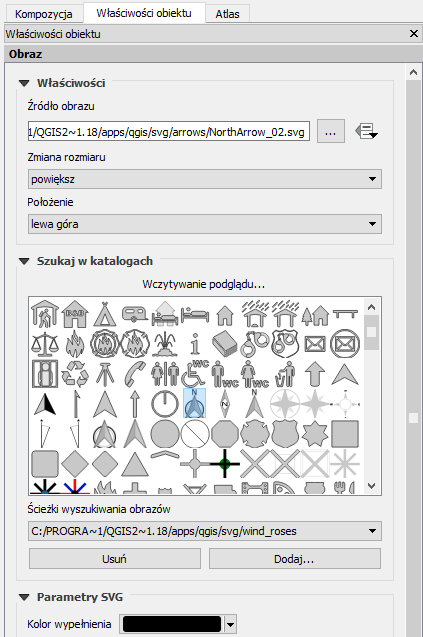 Kompozycja Właściwości obiektu Atlas
Właściwości obiektu
Obraz
Właściwości
Źródło obrazu
1/QGIS2~1.18/apps/qgis/svg/arrows/NorthArrow_02.svg ...
Zmiana rozmiaru
powiększ
Położenie
lewa góra
Szukaj w katalogach
Wczytywanie podglądu...
B&B
i
WC WC WC
N N N
Ścieżki wyszukiwania obrazów
C:/PROGRA~1/QGIS2~1.18/apps/qgis/svg/wind_roses
Usuń Dodaj...
Parametry SVG
Kolor wypełnienia